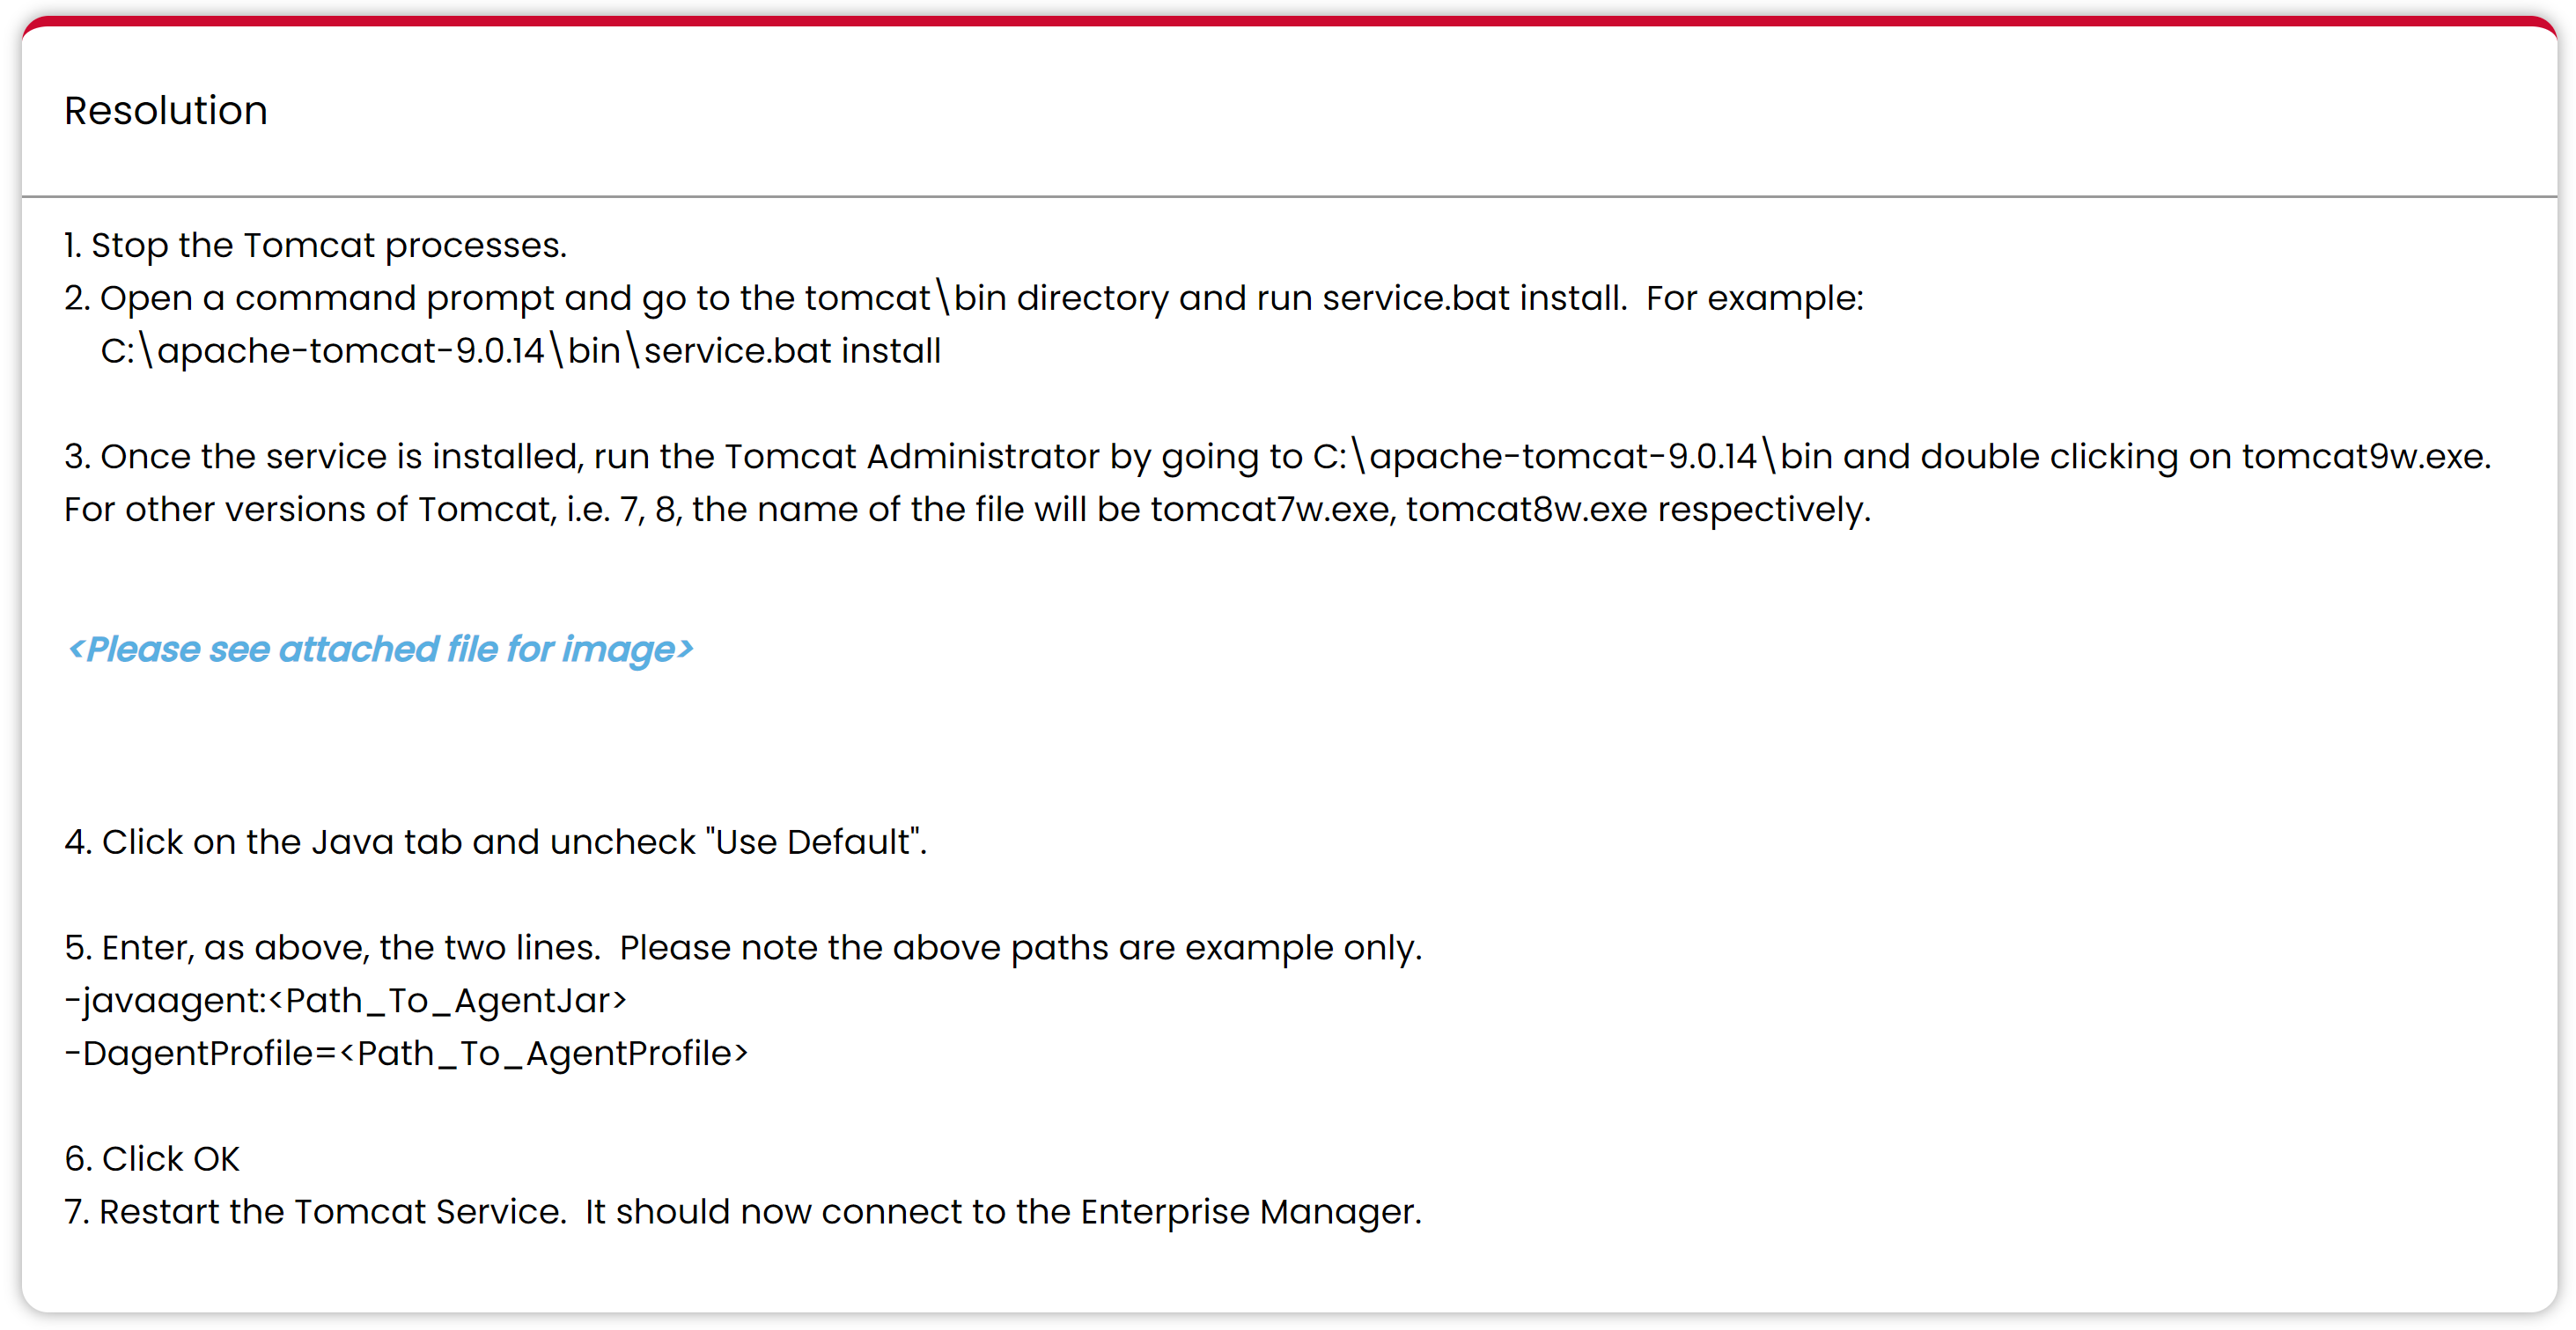 Resolution
1. Stop the Tomcat processes.
2. Open a command prompt and go to the tomcat\bin directory and run service.bat install.  For example:
C:\apache-tomcat-9.0.14\bin\service.bat install
3. Once the service is installed, run the Tomcat Administrator by going to C:\apache-tomcat-9.0.14\bin and double clicking on tomcat9w.exe.
For other versions of Tomcat, i.e. 7, 8, the name of the file will be tomcat7w.exe, tomcat8w.exe respectively.
<Please see attached file for image>
4. Click on the Java tab and uncheck "Use Default".
5. Enter, as above, the two lines.  Please note the above paths are example only.
-javaagent:<Path_To_AgentJar>
-DagentProfile=<Path_To_AgentProfile>
6. Click OK
7. Restart the Tomcat Service.  It should now connect to the Enterprise Manager.